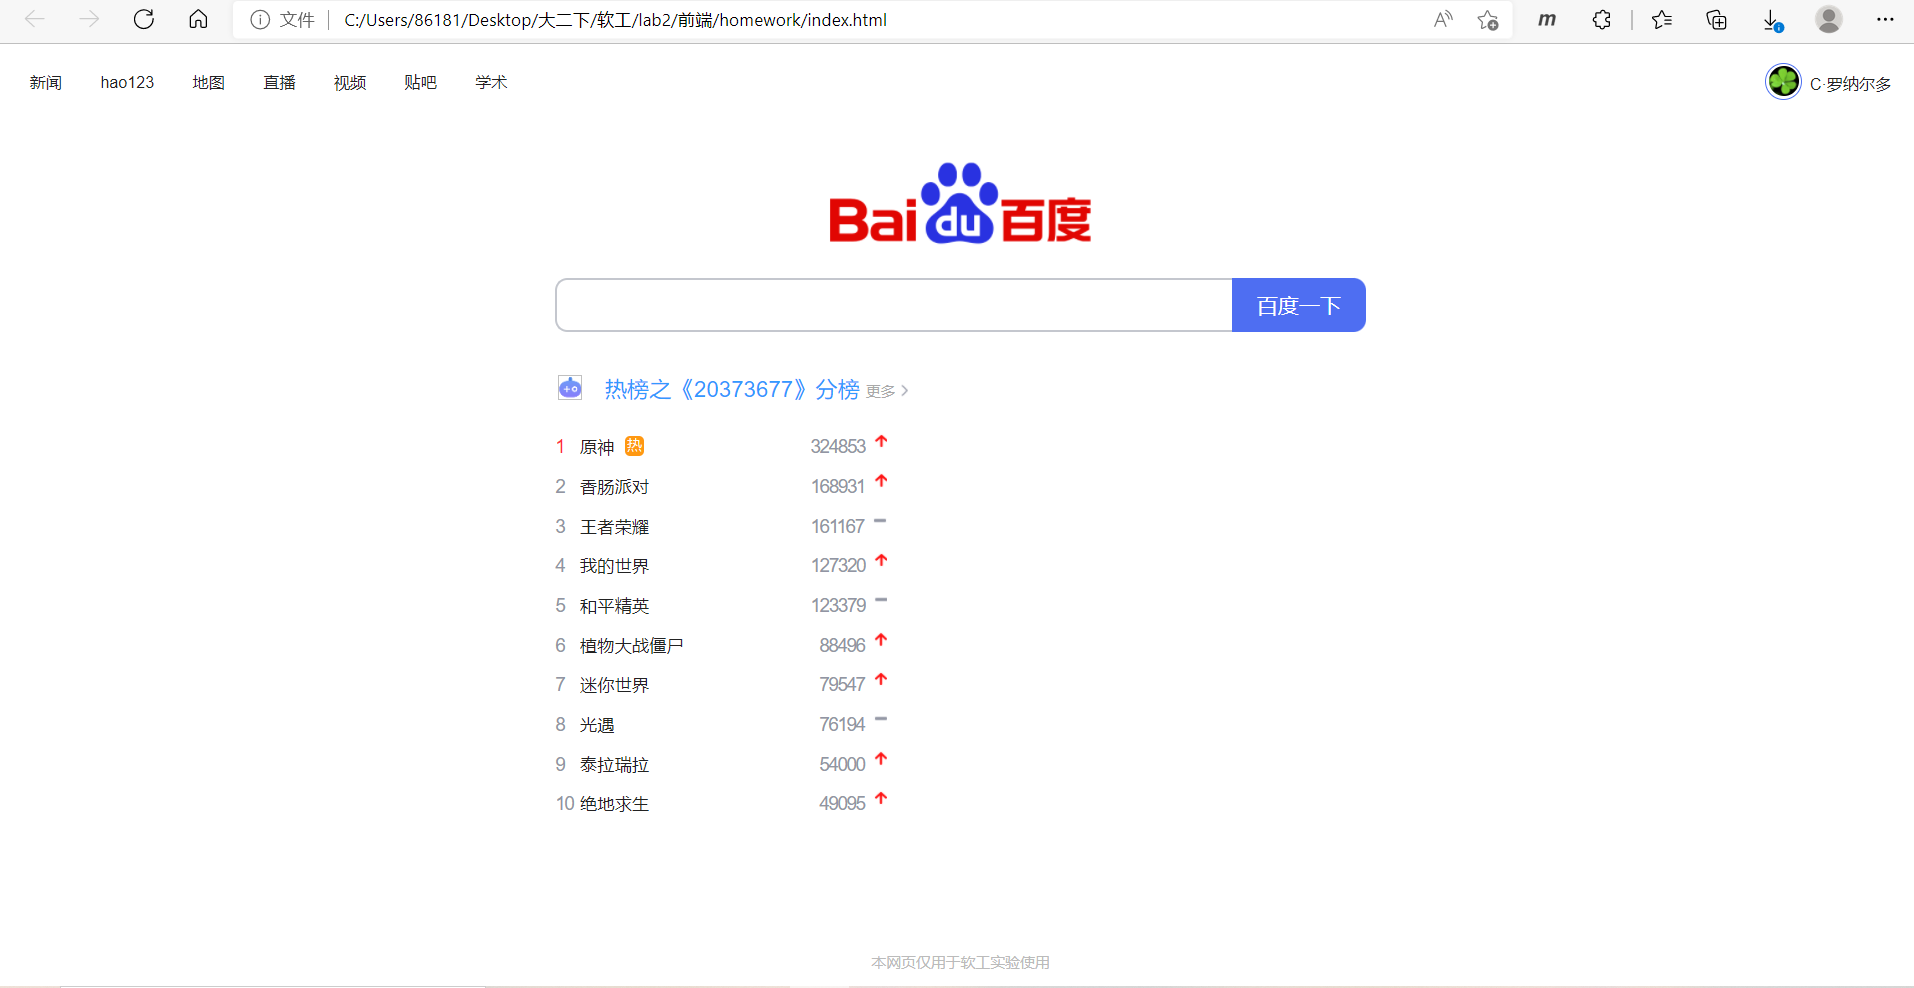 文件 C:/Users/86181/Desktop/大二下/软工/lab2/前端/homework/index.html
新闻 hao123 地图 直播 视频 贴吧 学术 C·罗纳尔多
Bai du 百度
百度一下
热榜之《20373677》分榜 更多
1 原神 热 324853
2 香肠派对 168931
3 王者荣耀 161167
4 我的世界 127320
5 和平精英 123379
6 植物大战僵尸 88496
7 迷你世界 79547
8 光遇 76194
9 泰拉瑞拉 54000
10 绝地求生 49095
本网页仅用于软工实验使用